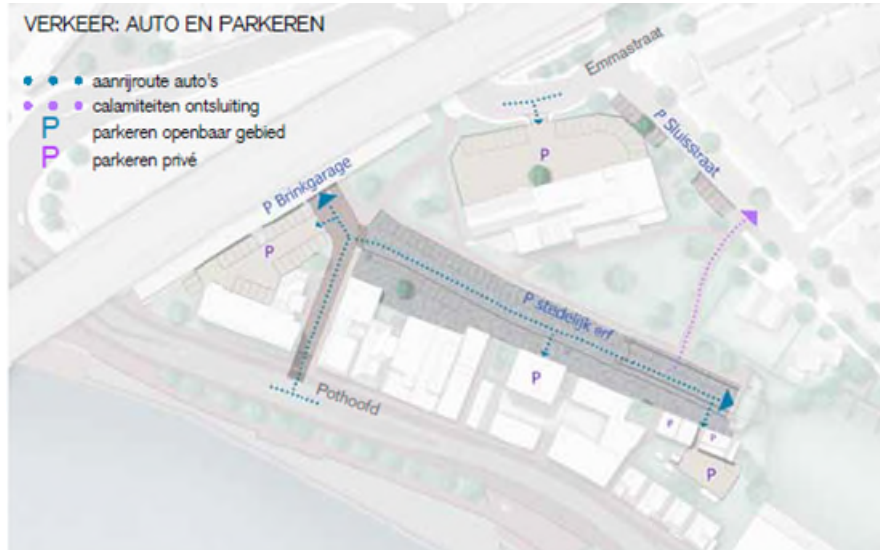 VERKEER: AUTO EN PARKEREN
aanrijroute auto's
calamiteiten ontsluiting
P parkeren openbaar gebied
P parkeren privé
Emmastraat
P Sluisstraat
P
P Brinkgarage
P
P stedelijk erf
P
Pothoofd
P
P
P